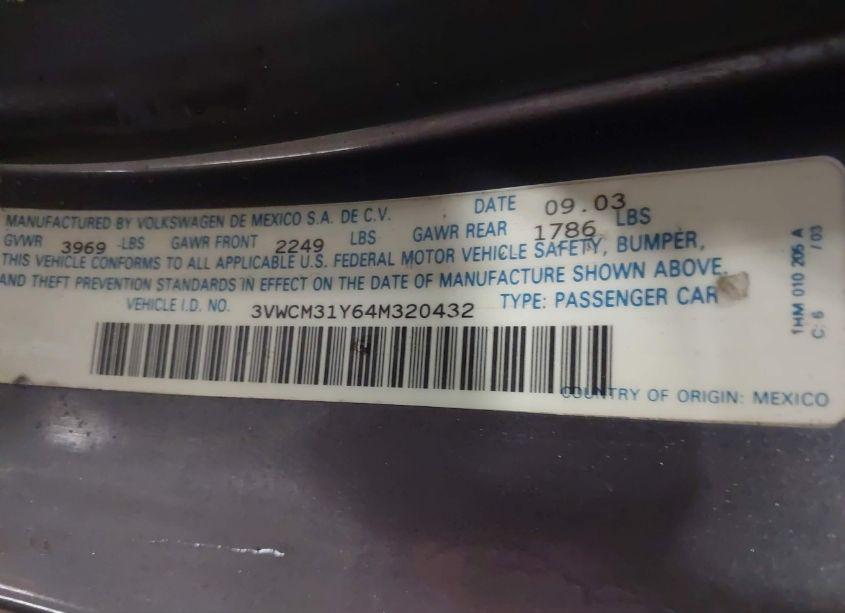 MANUFACTURED BY VOLKSWAGEN DE MEXICO S.A. DE C.V. DATE 09.03
GVWR 3969 LBS GAWR FRONT 2249 LBS GAWR REAR 1786 LBS
THIS VEHICLE CONFORMS TO ALL APPLICABLE U.S. FEDERAL MOTOR VEHICLE SAFETY, BUMPER,
AND THEFT PREVENTION STANDARDS IN EFFECT ON THE DATE OF MANUFACTURE SHOWN ABOVE.
VEHICLE I.D. NO. 3VWCM31Y64M320432 TYPE: PASSENGER CAR
COUNTRY OF ORIGIN: MEXICO
1HM 010 205 A
C: 6 / 03